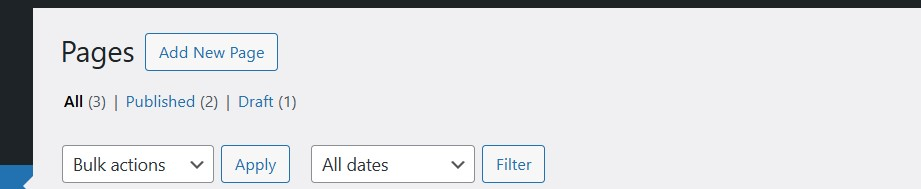 Pages Add New Page
All (3) | Published (2) | Draft (1)
Bulk actions Apply All dates Filter